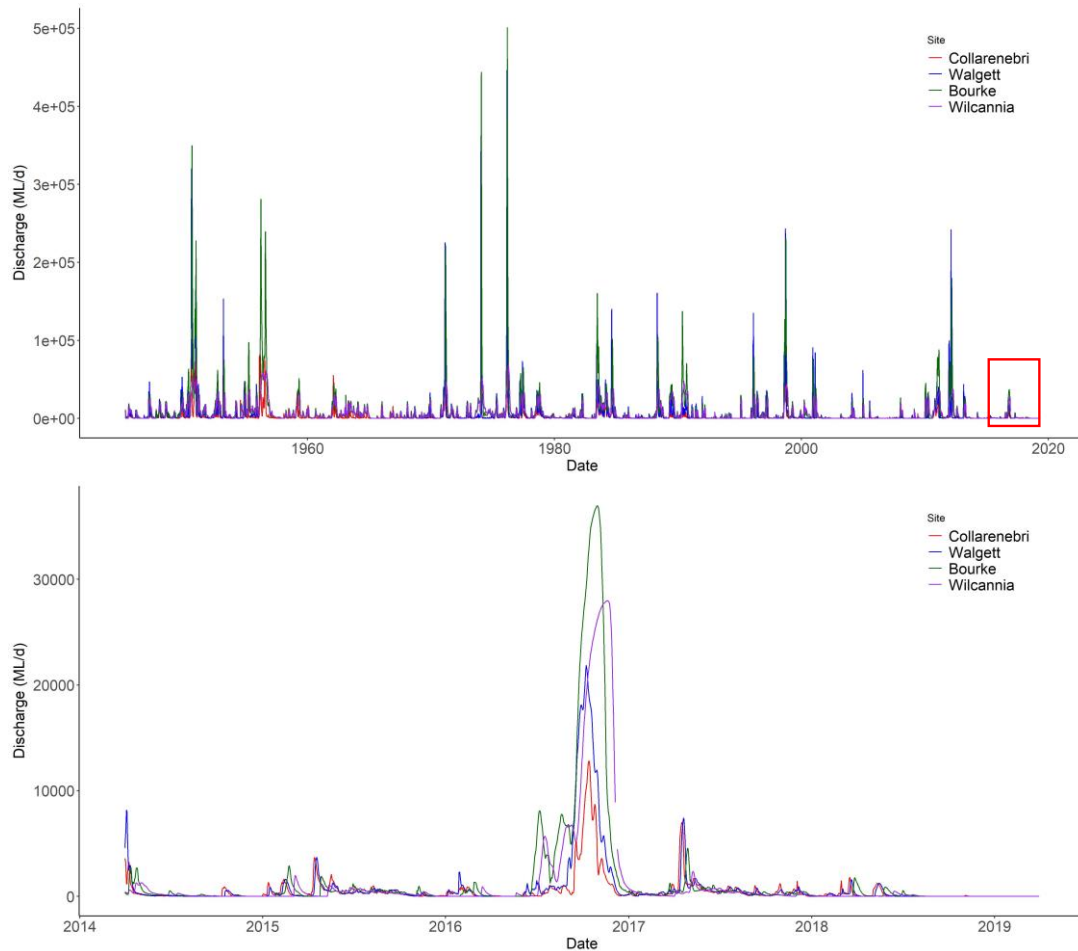 5e+05
4e+05
3e+05
2e+05
1e+05
0e+00
Discharge (ML/d)
Site
Collarenebri
Walgett
Bourke
Wilcannia
1960
1980
2000
2020
Date
30000
20000
10000
0
Discharge (ML/d)
Site
Collarenebri
Walgett
Bourke
Wilcannia
2014
2015
2016
2017
2018
2019
Date